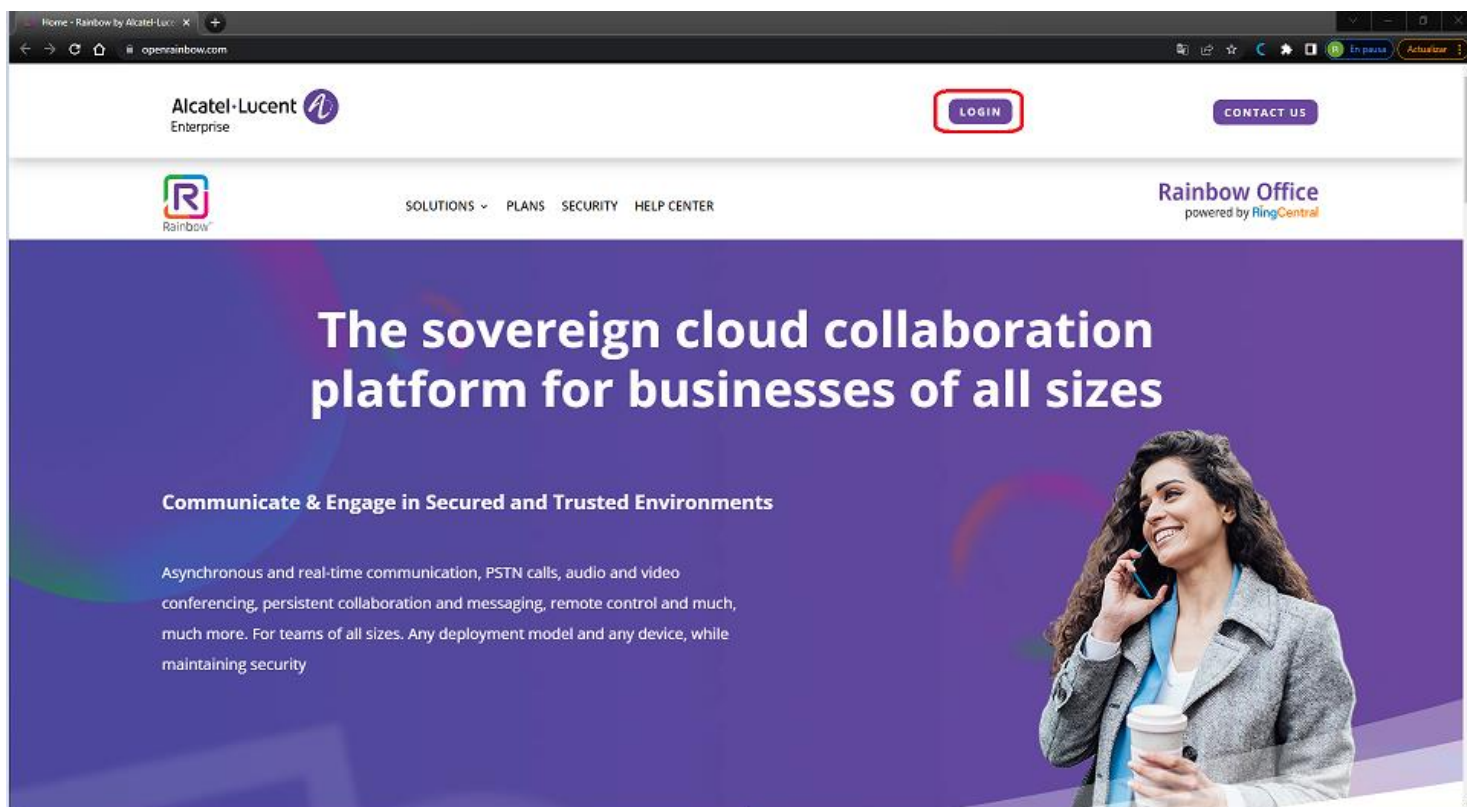 Home - Rainbow by Alcatel-Luce
openrainbow.com
En pausa
Actualizar
Alcatel·Lucent
Enterprise
LOGIN
CONTACT US
Rainbow
SOLUTIONS
PLANS
SECURITY
HELP CENTER
Rainbow Office
powered by RingCentral
The sovereign cloud collaboration
platform for businesses of all sizes
Communicate & Engage in Secured and Trusted Environments
Asynchronous and real-time communication, PSTN calls, audio and video
conferencing, persistent collaboration and messaging, remote control and much,
much more. For teams of all sizes. Any deployment model and any device, while
maintaining security